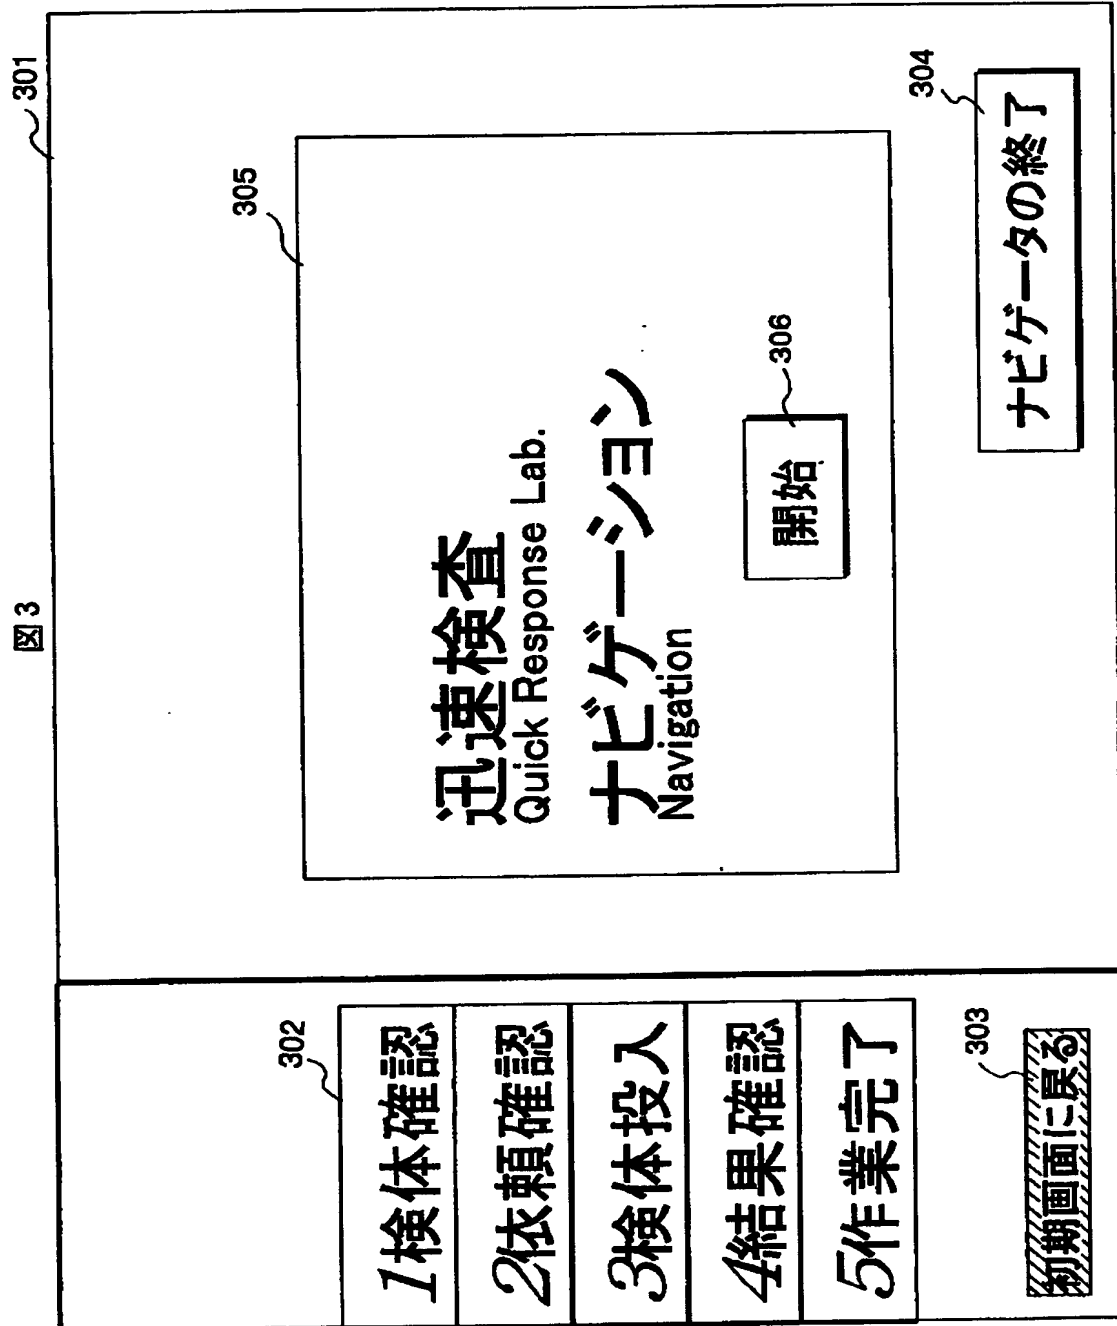 図3
301
302
1検体確認
2依頼確認
3検体投入
4結果確認
5作業完了
303
初期画面に戻る
305
迅速検査
Quick Response Lab.
ナビゲーション
Navigation
306
開始
304
ナビゲータの終了